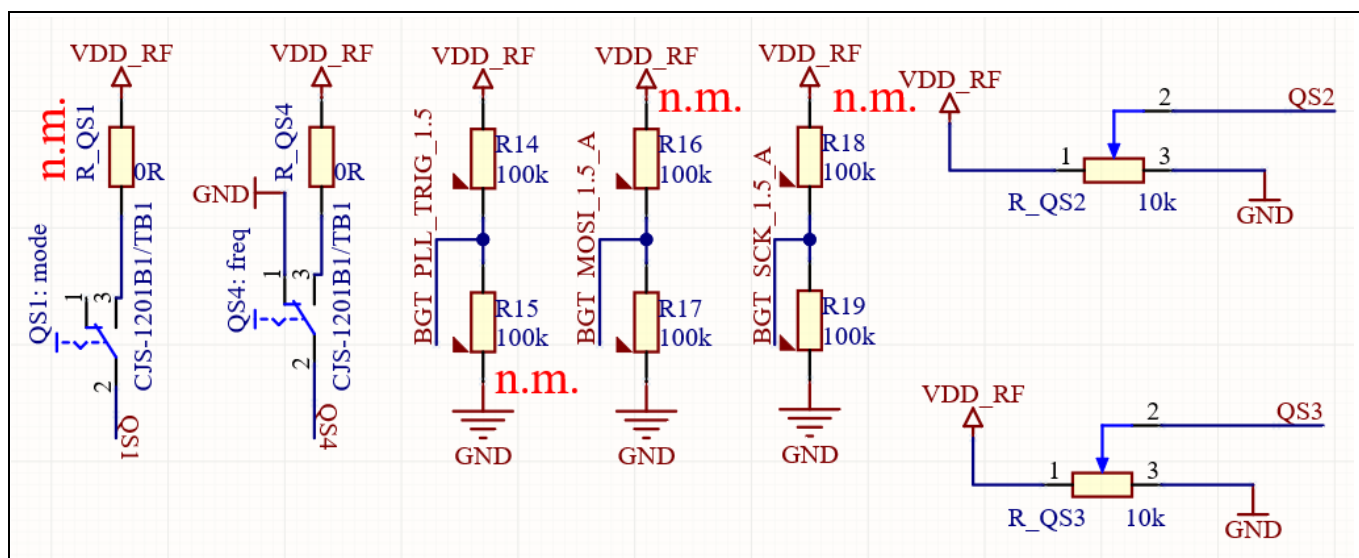 VDD_RF
n.m.
R_QS1
0R
QS1: mode
1
3
2
CJS-1201B1/TB1
QS1
VDD_RF
R_QS4
0R
GND
QS4: freq
1
3
2
CJS-1201B1/TB1
QS4
VDD_RF
BGT_PLL_TRIG_1.5
R14
100k
R15
100k
n.m.
GND
VDD_RF
n.m.
BGT_MOSI_1.5_A
R16
100k
R17
100k
GND
VDD_RF
n.m.
BGT_SCK_1.5_A
R18
100k
R19
100k
GND
VDD_RF
2
QS2
1
3
R_QS2
10k
GND
VDD_RF
2
QS3
1
3
R_QS3
10k
GND